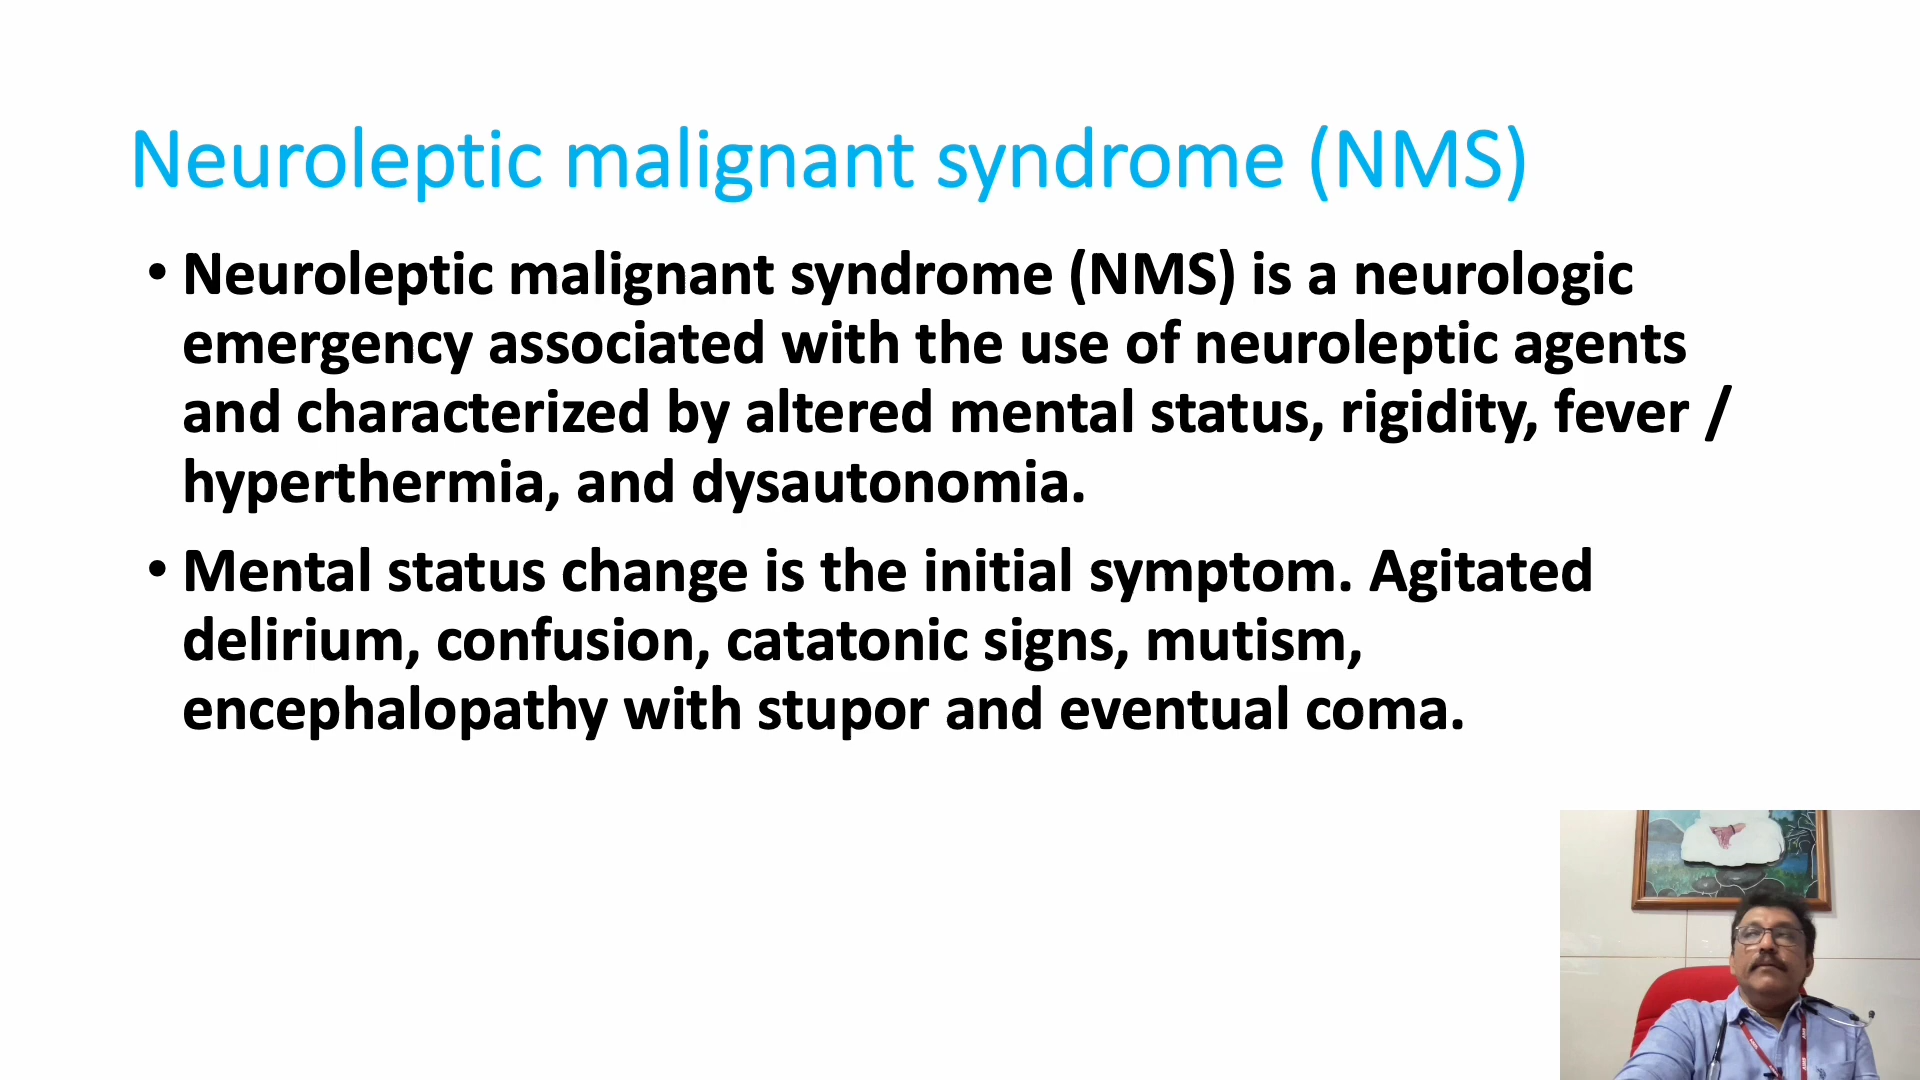 Neuroleptic malignant syndrome (NMS)
• Neuroleptic malignant syndrome (NMS) is a neurologic
emergency associated with the use of neuroleptic agents
and characterized by altered mental status, rigidity, fever /
hyperthermia, and dysautonomia.
• Mental status change is the initial symptom. Agitated
delirium, confusion, catatonic signs, mutism,
encephalopathy with stupor and eventual coma.